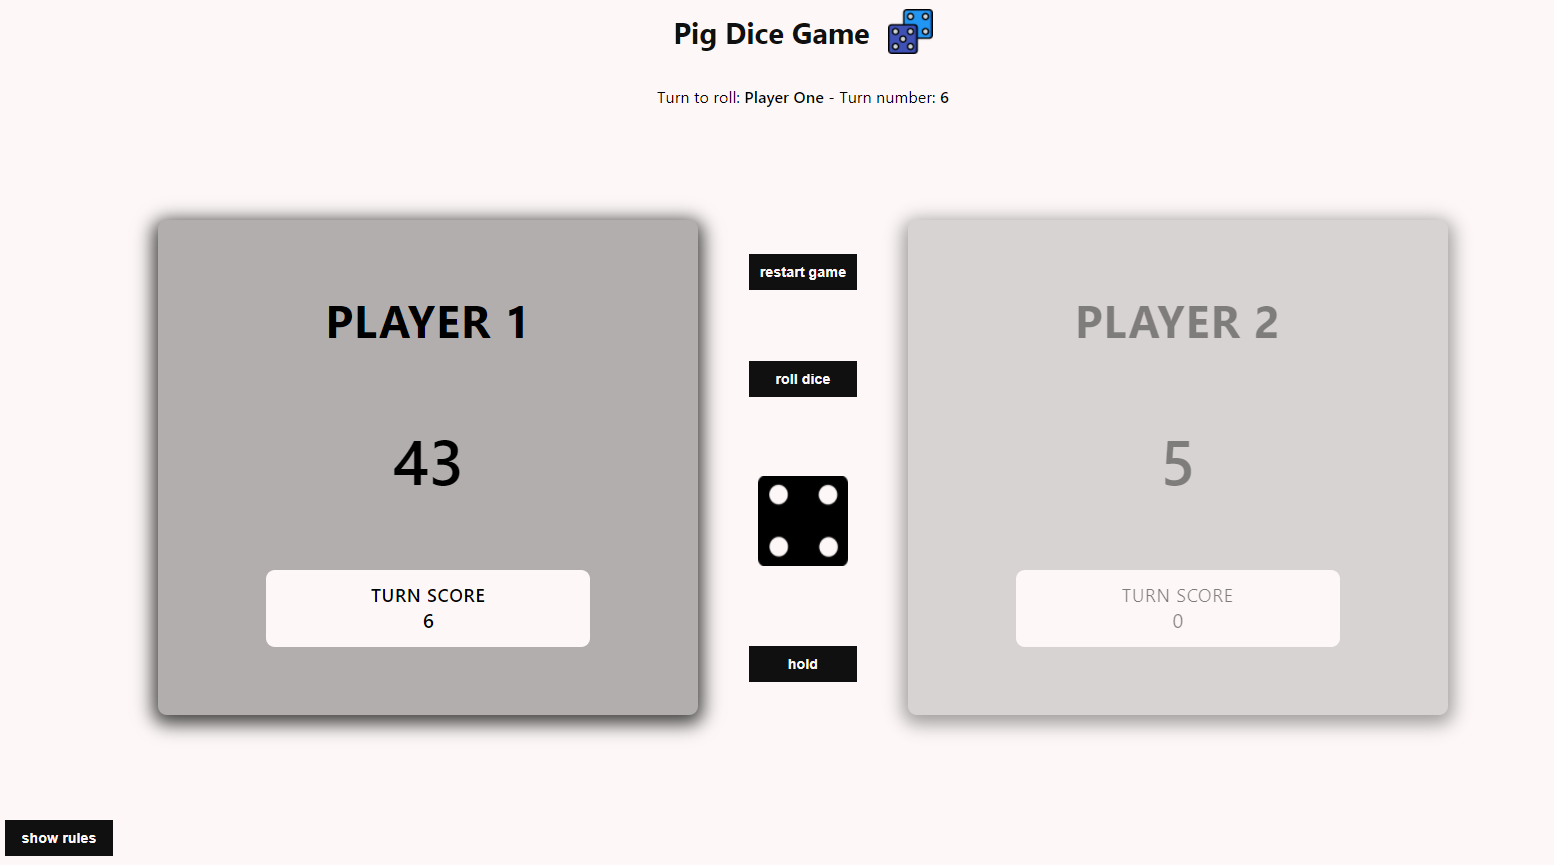 Pig Dice Game
Turn to roll: Player One - Turn number: 6
PLAYER 1
43
TURN SCORE
6
restart game
roll dice
hold
PLAYER 2
5
TURN SCORE
0
show rules